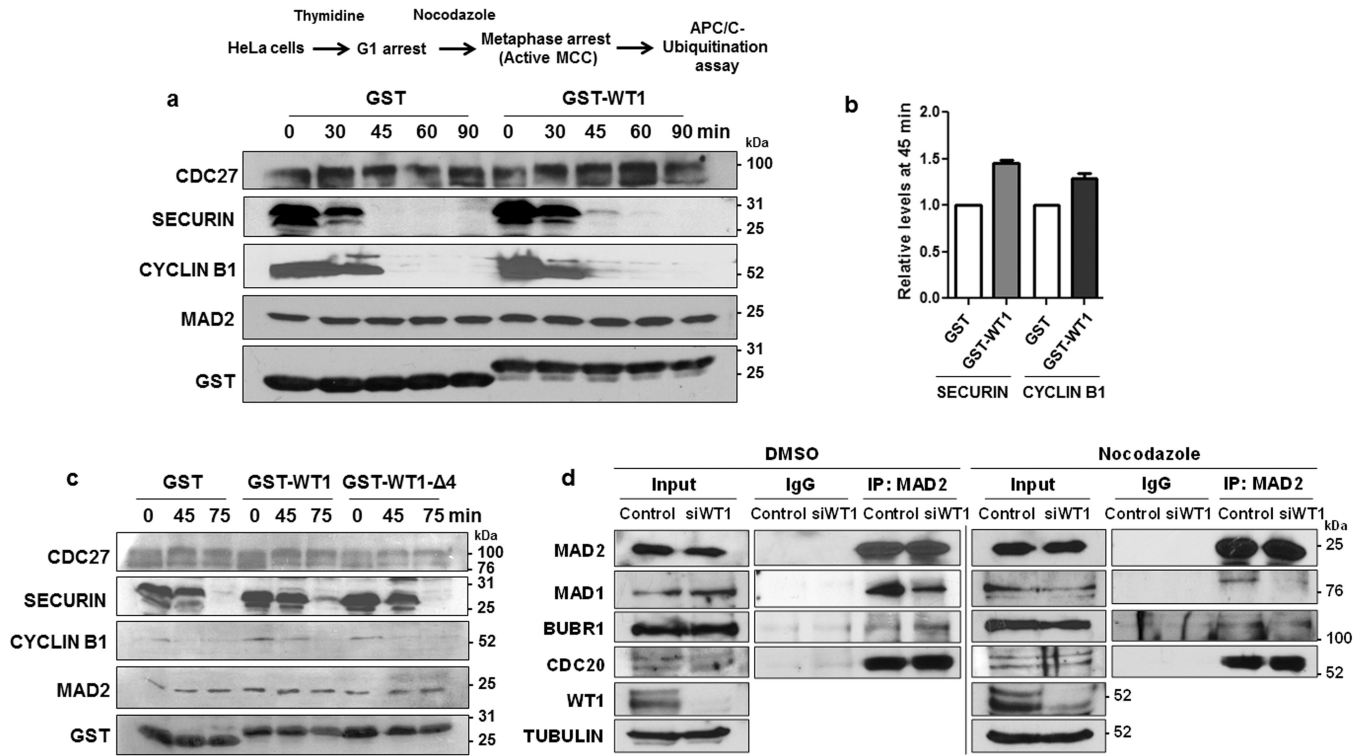 Thymidine Nocodazole
HeLa cells G1 arrest Metaphase arrest (Active MCC) APC/C-Ubiquitination assay
a
GST GST-WT1
0 30 45 60 90 0 30 45 60 90 min
kDa
CDC27 100
SECURIN 31 25
CYCLIN B1 52
MAD2 25
GST 31 25
b
Relative levels at 45 min
2.0
1.5
1.0
0.5
0.0
GST GST-WT1 GST GST-WT1
SECURIN CYCLIN B1
c
GST GST-WT1 GST-WT1-Δ4
0 45 75 0 45 75 0 45 75 min
kDa
CDC27 100 76
SECURIN 31 25
CYCLIN B1 52
MAD2 25
GST 31 25
d
DMSO Nocodazole
Input IgG IP: MAD2 Input IgG IP: MAD2
Control siWT1 Control siWT1 Control siWT1 Control siWT1 Control siWT1 Control siWT1
kDa
MAD2 25
MAD1 76
BUBR1 100
CDC20 52
WT1 52
TUBULIN 52